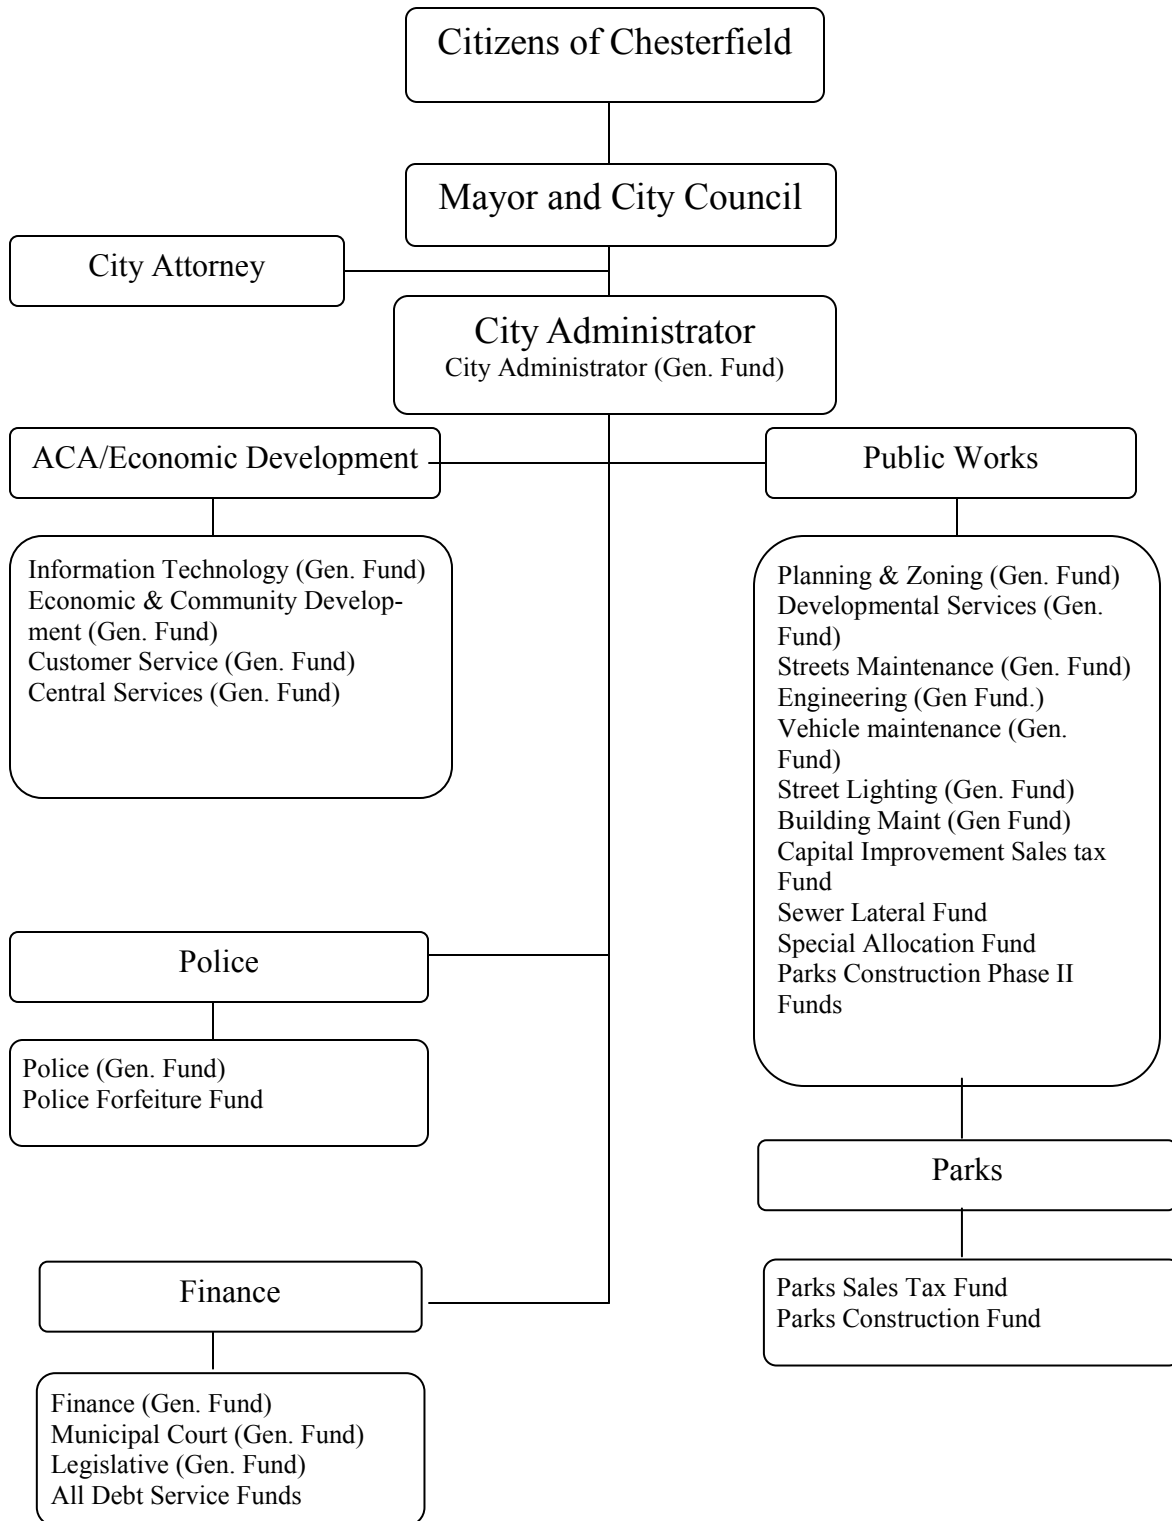 Citizens of Chesterfield
Mayor and City Council
City Attorney
City Administrator
City Administrator (Gen. Fund)
ACA/Economic Development
Public Works
Information Technology (Gen. Fund)
Economic & Community Develop-
ment (Gen. Fund)
Customer Service (Gen. Fund)
Central Services (Gen. Fund)
Planning & Zoning (Gen. Fund)
Developmental Services (Gen.
Fund)
Streets Maintenance (Gen. Fund)
Engineering (Gen Fund.)
Vehicle maintenance (Gen.
Fund)
Street Lighting (Gen. Fund)
Building Maint (Gen Fund)
Capital Improvement Sales tax
Fund
Sewer Lateral Fund
Special Allocation Fund
Parks Construction Phase II
Funds
Police
Police (Gen. Fund)
Police Forfeiture Fund
Parks
Parks Sales Tax Fund
Parks Construction Fund
Finance
Finance (Gen. Fund)
Municipal Court (Gen. Fund)
Legislative (Gen. Fund)
All Debt Service Funds